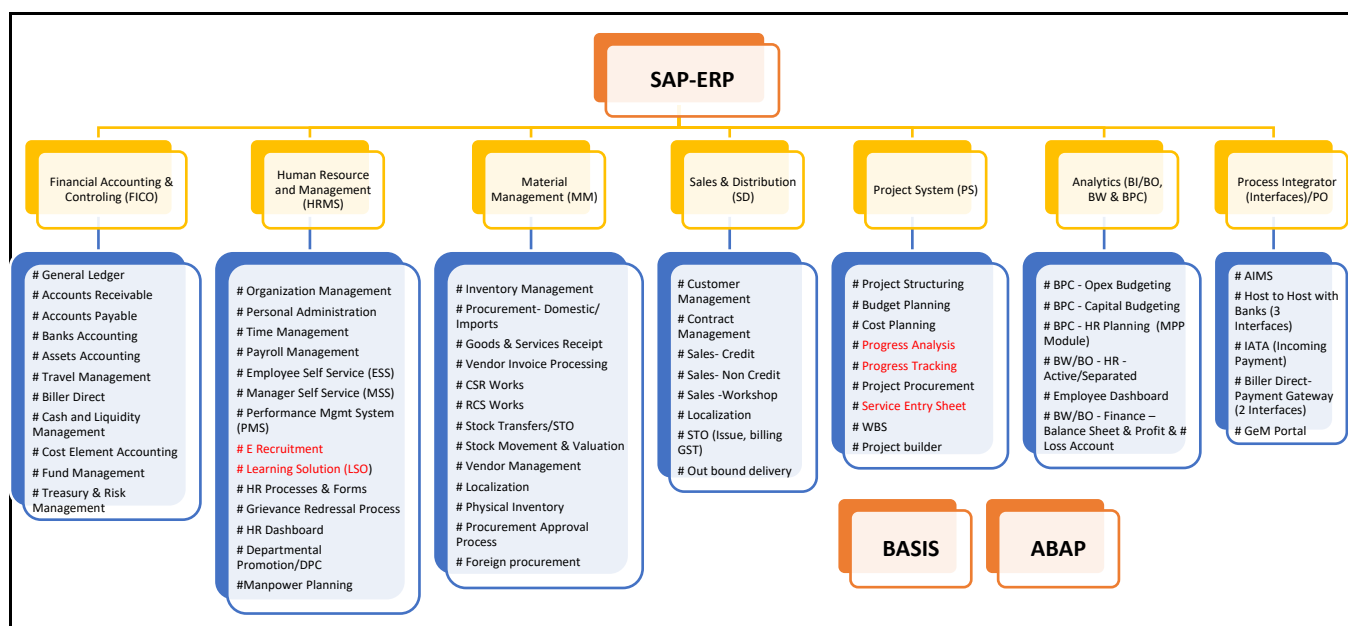 SAP-ERP
Financial Accounting &
Controling (FICO)
Human Resource
and Management
(HRMS)
Material
Management (MM)
Sales & Distribution
(SD)
Project System (PS)
Analytics (BI/BO,
BW & BPC)
Process Integrator
(Interfaces)/PO
# General Ledger
# Accounts Receivable
# Accounts Payable
# Banks Accounting
# Assets Accounting
# Travel Management
# Biller Direct
# Cash and Liquidity
Management
# Cost Element Accounting
# Fund Management
# Treasury & Risk
Management
# Organization Management
# Personal Administration
# Time Management
# Payroll Management
# Employee Self Service (ESS)
# Manager Self Service (MSS)
# Performance Mgmt System
(PMS)
# E Recruitment
# Learning Solution (LSO)
# HR Processes & Forms
# Grievance Redressal Process
# HR Dashboard
# Departmental
Promotion/DPC
#Manpower Planning
# Inventory Management
# Procurement- Domestic/
Imports
# Goods & Services Receipt
# Vendor Invoice Processing
# CSR Works
# RCS Works
# Stock Transfers/STO
# Stock Movement & Valuation
# Vendor Management
# Localization
# Physical Inventory
# Procurement Approval
Process
# Foreign procurement
# Customer
Management
# Contract
Management
# Sales- Credit
# Sales- Non Credit
# Sales -Workshop
# Localization
# STO (Issue, billing
GST)
# Out bound delivery
# Project Structuring
# Budget Planning
# Cost Planning
# Progress Analysis
# Progress Tracking
# Project Procurement
# Service Entry Sheet
# WBS
# Project builder
# BPC - Opex Budgeting
# BPC - Capital Budgeting
# BPC - HR Planning (MPP
Module)
# BW/BO - HR -
Active/Separated
# Employee Dashboard
# BW/BO - Finance –
Balance Sheet & Profit & #
Loss Account
# AIMS
# Host to Host with
Banks (3
Interfaces)
# IATA (Incoming
Payment)
# Biller Direct-
Payment Gateway
(2 Interfaces)
# GeM Portal
BASIS
ABAP